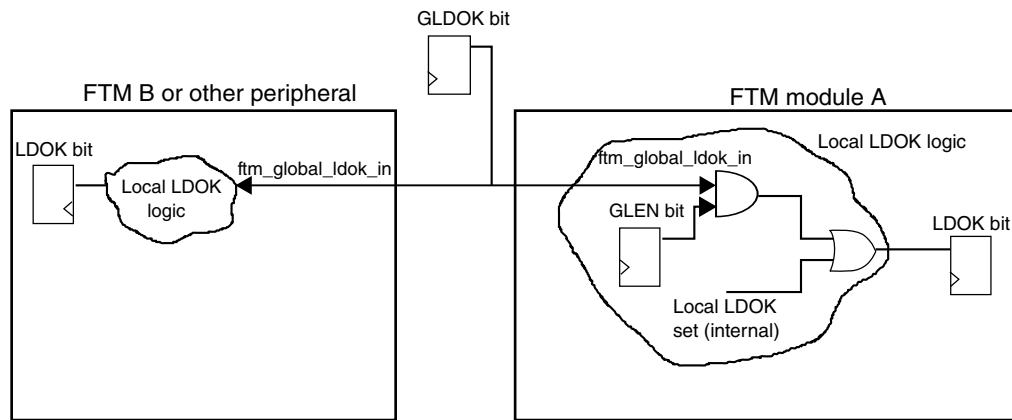 GLDOK bit
FTM B or other peripheral
FTM module A
LDOK bit
Local LDOK
logic
ftm_global_ldok_in
Local LDOK logic
ftm_global_ldok_in
GLEN bit
LDOK bit
Local LDOK
set (internal)